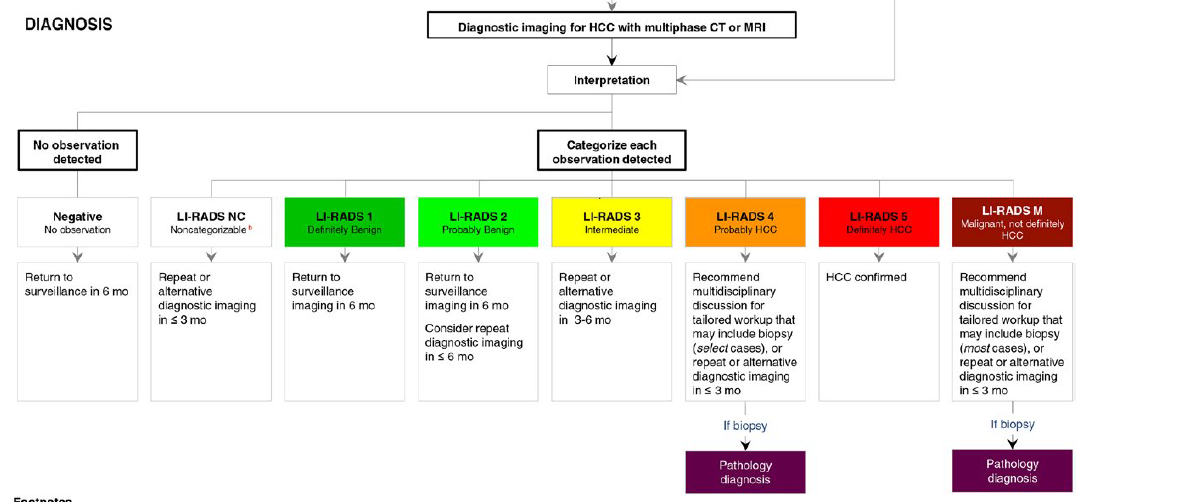 DIAGNOSIS
Diagnostic imaging for HCC with multiphase CT or MRI
Interpretation
No observation
detected
Categorize each
observation detected
Negative
No observation
LI-RADS NC
Noncategorizable b
LI-RADS 1
Definitely Benign
LI-RADS 2
Probably Benign
LI-RADS 3
Intermediate
LI-RADS 4
Probably HCC
LI-RADS 5
Definitely HCC
LI-RADS M
Malignant, not definitely
HCC
Return to
surveillance in 6 mo
Repeat or
alternative
diagnostic imaging
in ≤ 3 mo
Return to
surveillance
imaging in 6 mo
Return to
surveillance
imaging in 6 mo
Consider repeat
diagnostic imaging
in ≤ 6 mo
Repeat or
alternative
diagnostic imaging
in 3-6 mo
Recommend
multidisciplinary
discussion for
tailored workup that
may include biopsy
(select cases), or
repeat or alternative
diagnostic imaging
in ≤ 3 mo
HCC confirmed
Recommend
multidisciplinary
discussion for
tailored workup that
may include biopsy
(most cases), or
repeat or alternative
diagnostic imaging
in ≤ 3 mo
If biopsy
If biopsy
Pathology
diagnosis
Pathology
diagnosis
Footnotes